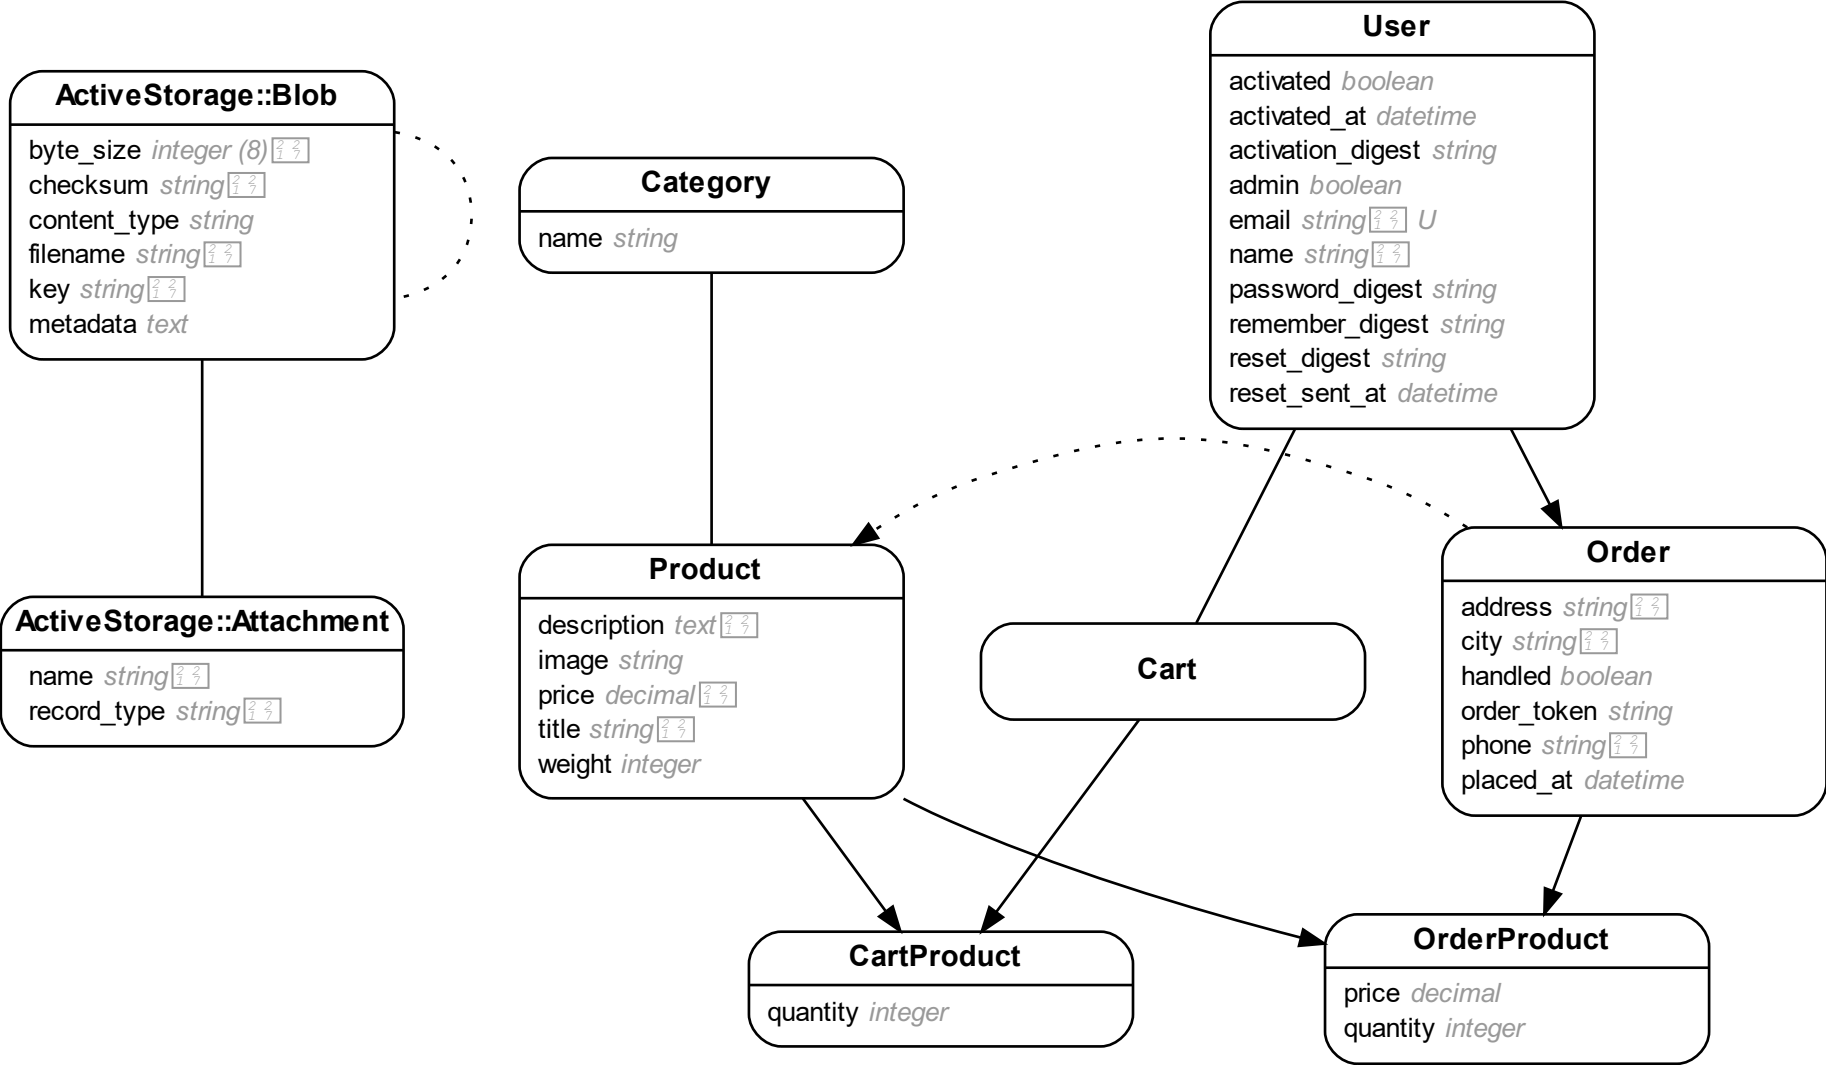 ActiveStorage::Blob
byte_size integer (8)
checksum string
content_type string
filename string
key string
metadata text
ActiveStorage::Attachment
name string
record_type string
Category
name string
Product
description text
image string
price decimal
title string
weight integer
User
activated boolean
activated_at datetime
activation_digest string
admin boolean
email string U
name string
password_digest string
remember_digest string
reset_digest string
reset_sent_at datetime
Cart
Order
address string
city string
handled boolean
order_token string
phone string
placed_at datetime
CartProduct
quantity integer
OrderProduct
price decimal
quantity integer